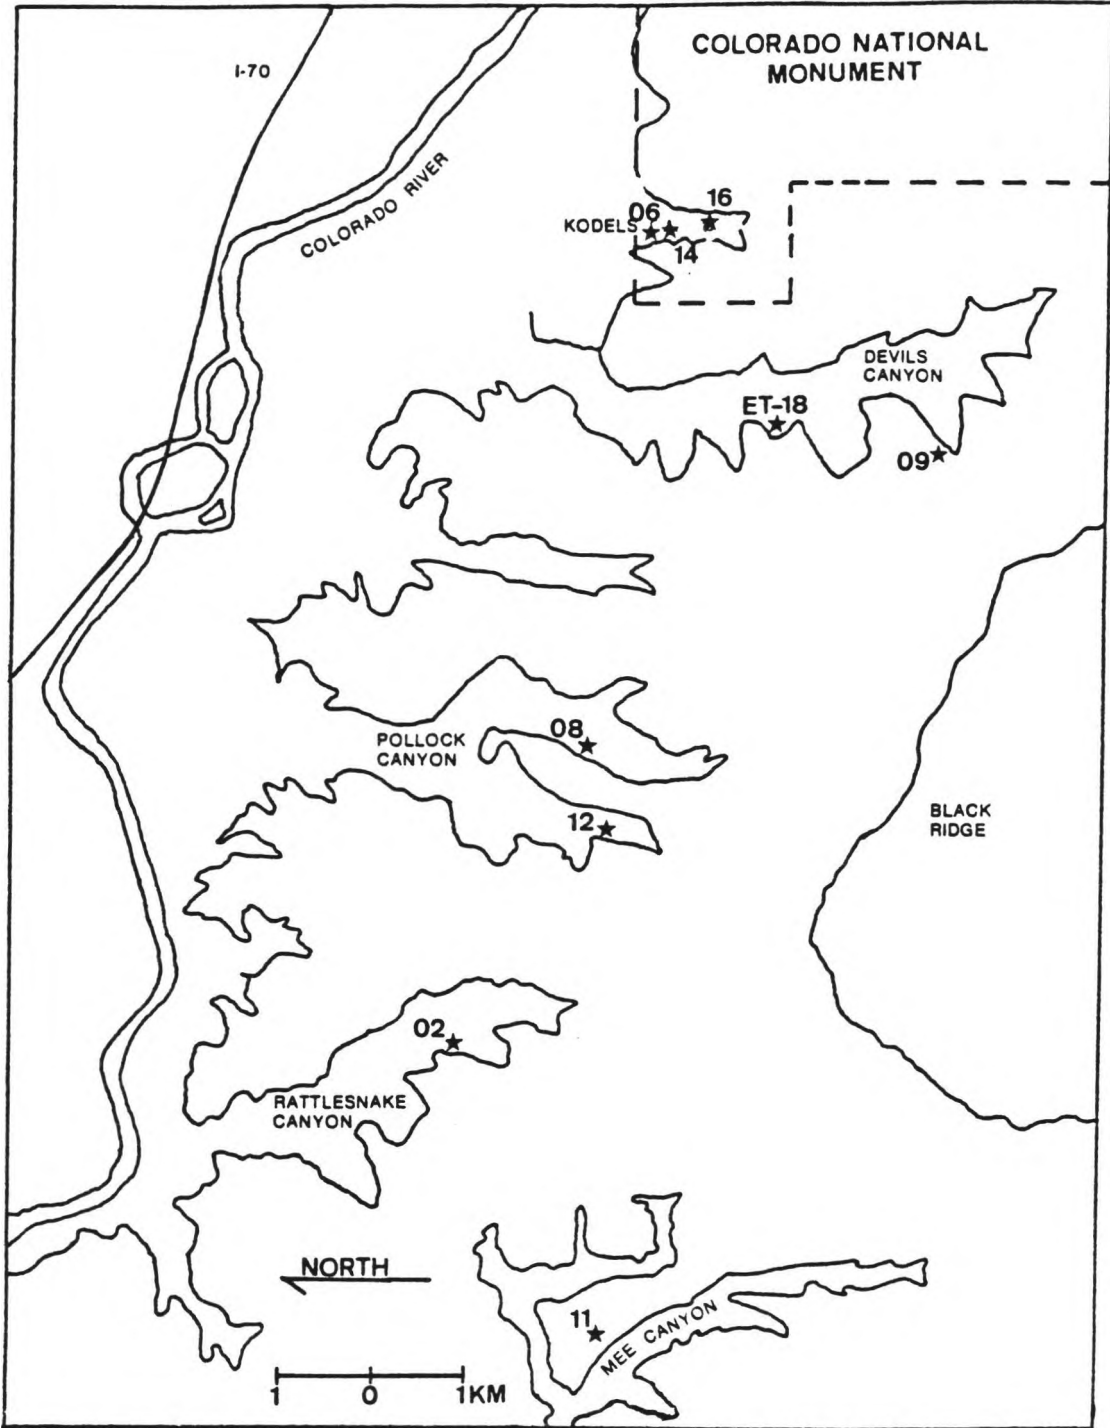 COLORADO NATIONAL
MONUMENT
I-70
COLORADO RIVER
16
06
KODELS
14
DEVILS
CANYON
ET-18
09
08
POLLOCK
CANYON
12
BLACK
RIDGE
02
RATTLESNAKE
CANYON
NORTH
11
MEE CANYON
1 0 1KM